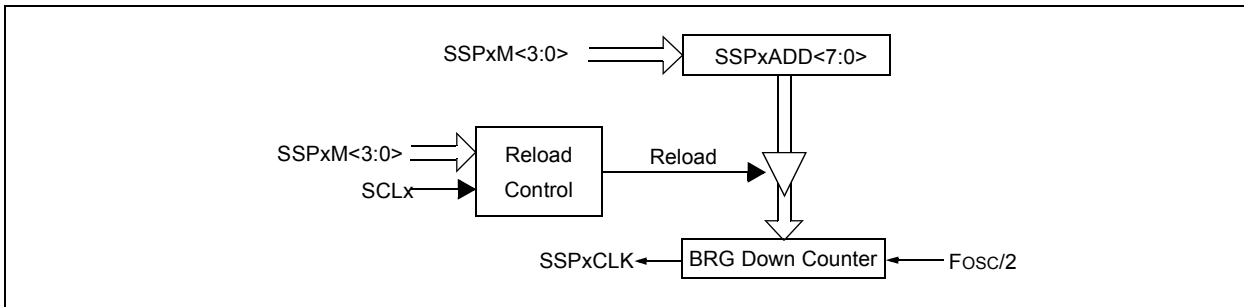 SSPxM<3:0>
SSPxADD<7:0>
SSPxM<3:0>
SCLx
Reload
Control
Reload
SSPxCLK
BRG Down Counter
FOSC/2